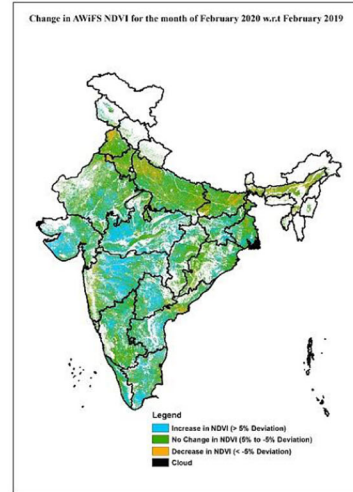 Change in AWiFS NDVI for the month of February 2020 w.r.t February 2019
Legend
Increase in NDVI (> 5% Deviation)
No Change in NDVI (5% to -5% Deviation)
Decrease in NDVI (< -5% Deviation)
Cloud